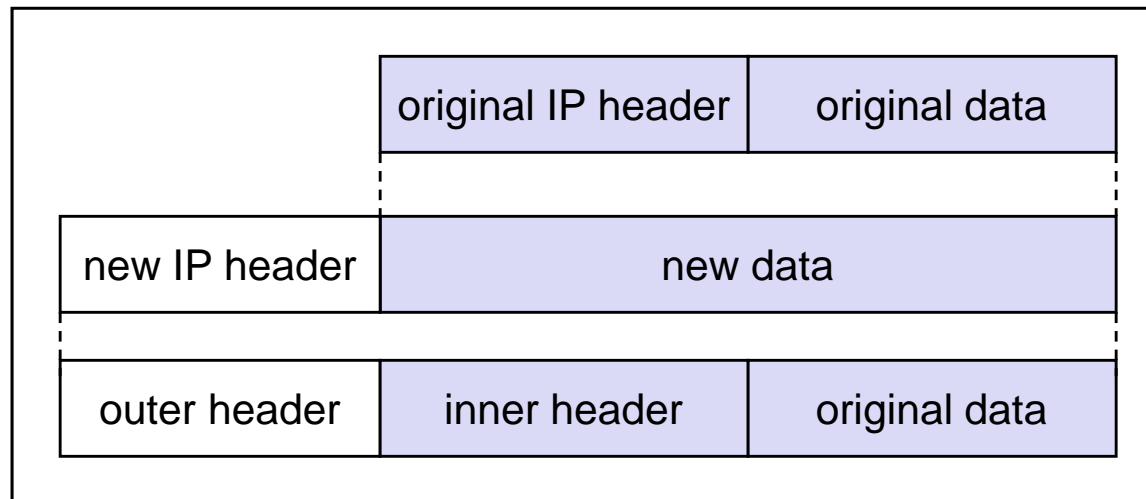 original IP header original data
new IP header new data
outer header inner header original data